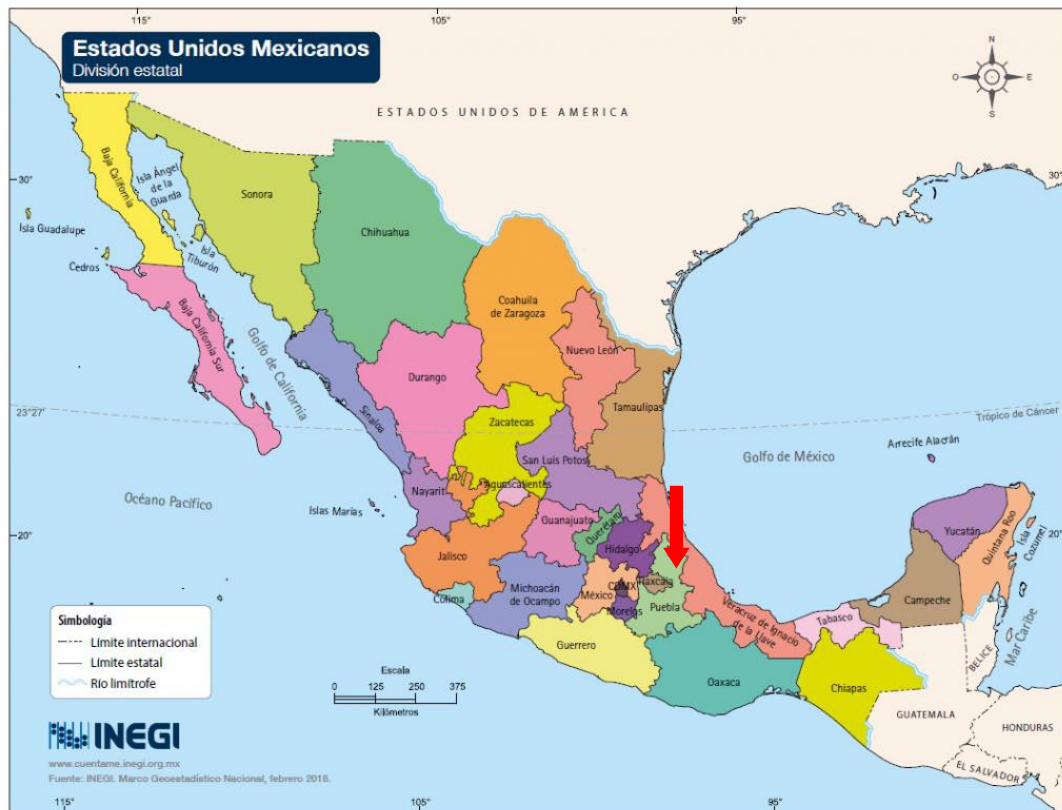 115°
105°
95°
Estados Unidos Mexicanos
División estatal
N
O
E
S
ESTADOS UNIDOS DE AMÉRICA
30°
30°
Baja California
Isla Ángel
de la
Guarda
Sonora
Chihuahua
Isla Guadalupe
Isla
Tiburón
Cedros
Coahuila
de Zaragoza
Baja California Sur
Golfo de California
Nuevo León
Durango
Sinaloa
Tamaulipas
23°27'
Trópico de Cáncer
Zacatecas
Arrecife Alacrán
Golfo de México
San Luis Potos
Aguascalientes
Nayarit
Océano Pacífico
Islas Marías
Guanajuato
Querétam
Yucatán
Quintana Roo
Isla
Cozumel
20°
20°
Hidalgo
Jalisco
Tlaxcala
CDMX
Michoacán
de Ocampo
México
Colima
Morelos
Puebla
Veracruz de Ignacio
de la Llave
Campeche
Tabasco
Mar Caribe
Simbología
Límite internacional
Límite estatal
Río limítrofe
Guerrero
BELICE
Escala
0 125 250 375
Kilómetros
Oaxaca
Chiapas
GUATEMALA
HONDURAS
EL SALVADOR
INEGI
www.cuentame.inegi.org.mx
Fuente: INEGI. Marco Geoestadístico Nacional, febrero 2018.
115°
105°
95°